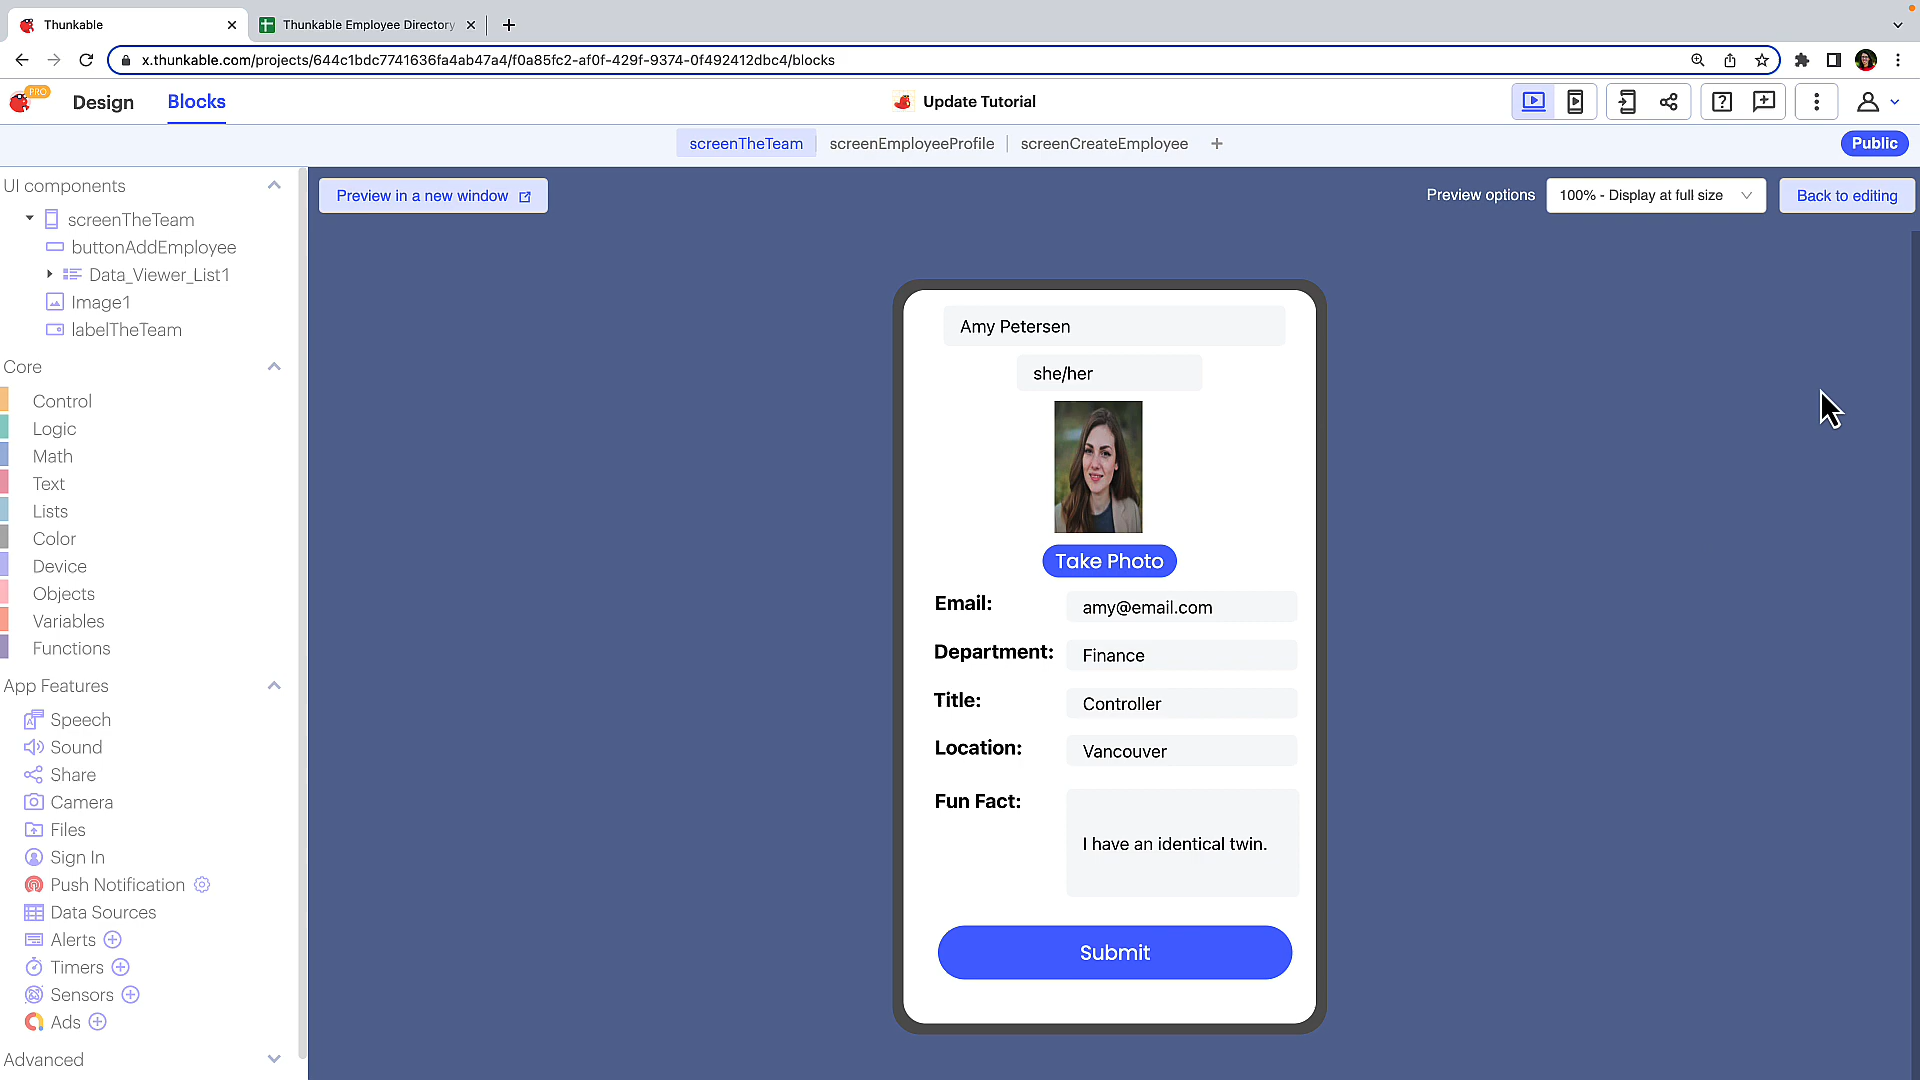 Thunkable
Thunkable Employee Directory
x.thunkable.com/projects/644c1bdc7741636fa4ab47a4/f0a85fc2-af0f-429f-9374-0f492412dbc4/blocks
PRO
Design
Blocks
Update Tutorial
screenTheTeam
screenEmployeeProfile
screenCreateEmployee
Public
UI components
screenTheTeam
buttonAddEmployee
Data_Viewer_List1
Image1
labelTheTeam
Core
Control
Logic
Math
Text
Lists
Color
Device
Objects
Variables
Functions
App Features
Speech
Sound
Share
Camera
Files
Sign In
Push Notification
Data Sources
Alerts
Timers
Sensors
Ads
Advanced
Preview in a new window
Preview options
100% - Display at full size
Back to editing
Amy Petersen
she/her
Take Photo
Email: amy@email.com
Department: Finance
Title: Controller
Location: Vancouver
Fun Fact: I have an identical twin.
Submit